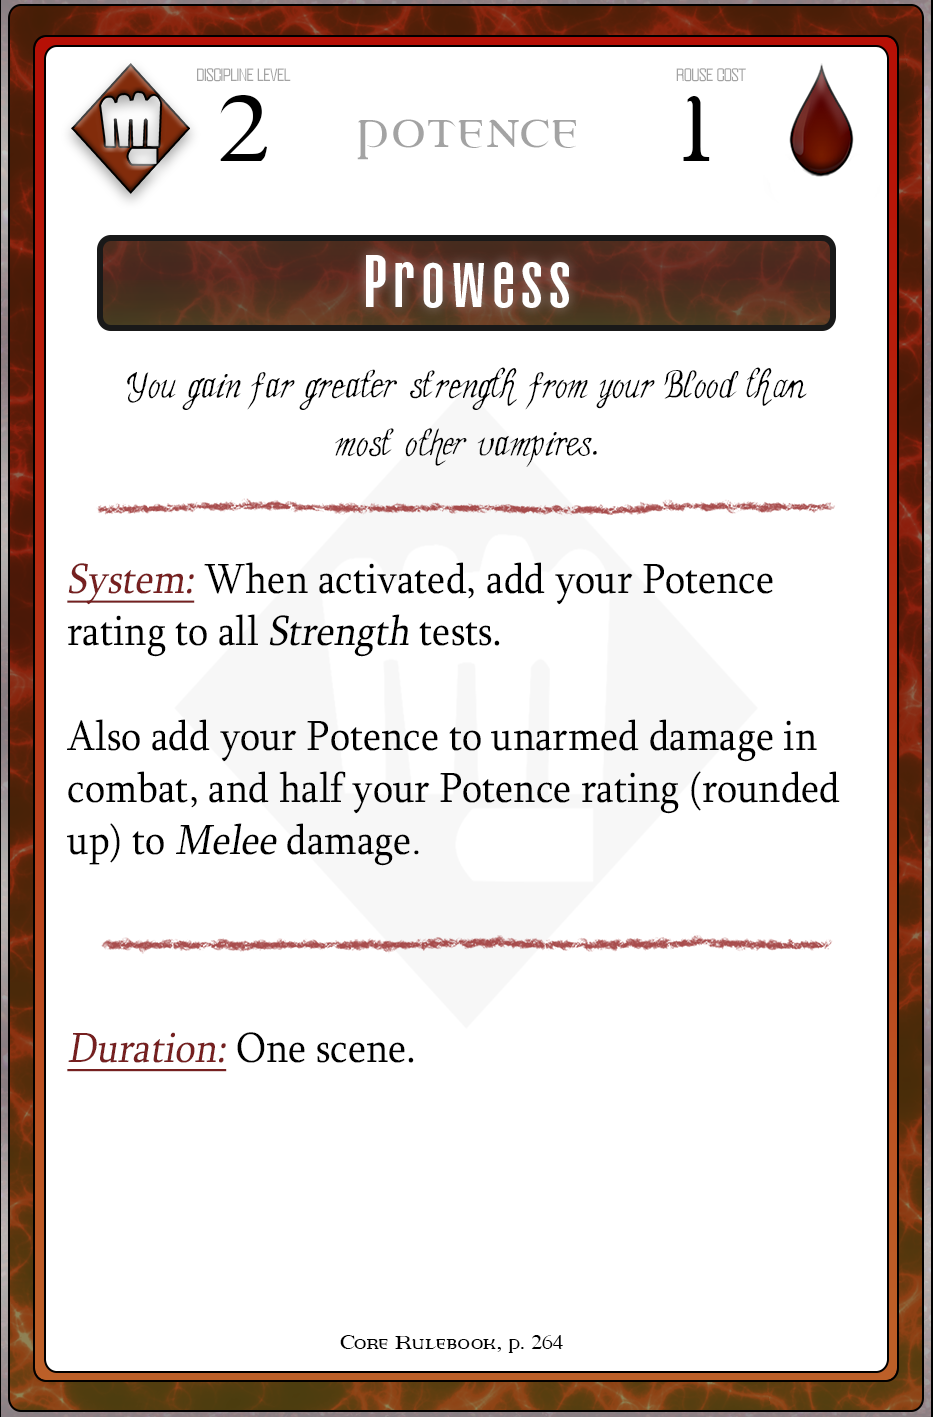 DISCIPLINE LEVEL
2
POTENCE
ROUSE COST
1
Prowess
You gain far greater strength from your Blood than
most other vampires.
System: When activated, add your Potence
rating to all Strength tests.
Also add your Potence to unarmed damage in
combat, and half your Potence rating (rounded
up) to Melee damage.
Duration: One scene.
Core Rulebook, p. 264